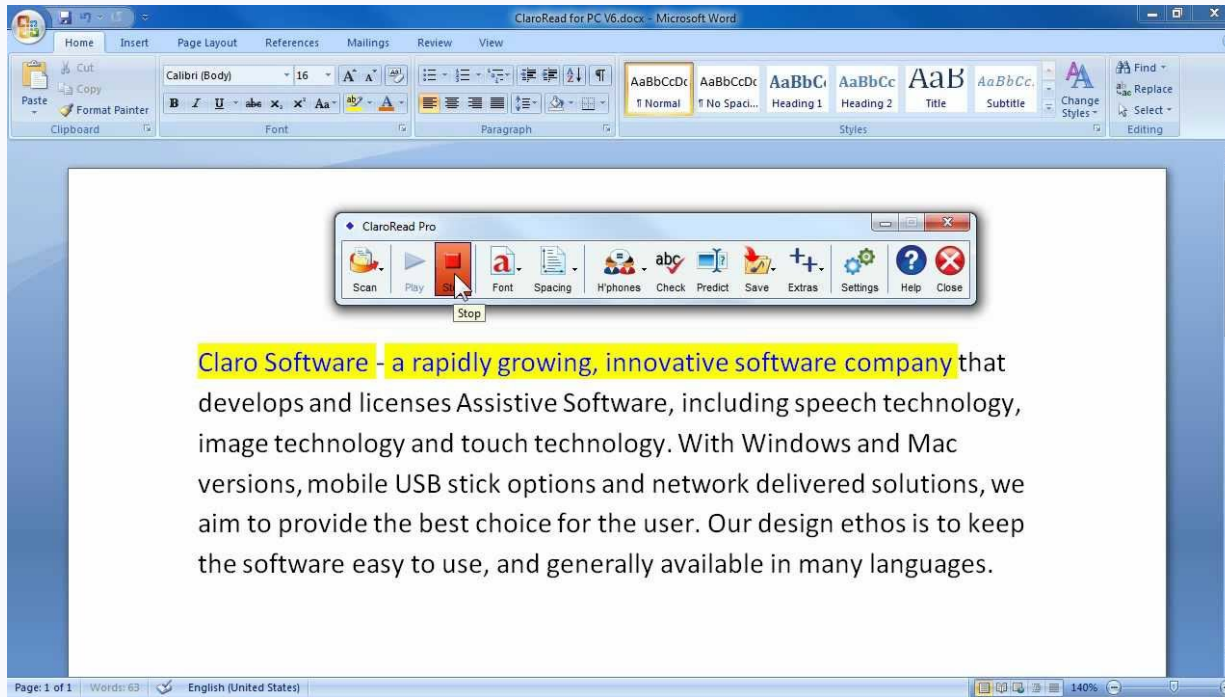 ClaroRead for PC V6.docx - Microsoft Word
Home Insert Page Layout References Mailings Review View
Paste
Cut
Copy
Format Painter
Clipboard
Calibri (Body) 16
B I U abc x₂ x² Aa
Font
Paragraph
AaBbCcDc AaBbCcDc AaBbC AaBbCc AaB AaBbCc.
¶ Normal ¶ No Spaci... Heading 1 Heading 2 Title Subtitle
Change Styles
Styles
Find
Replace
Select
Editing
ClaroRead Pro
Scan Play Font Spacing H'phones Check Predict Save Extras Settings Help Close
Stop
Claro Software - a rapidly growing, innovative software company that
develops and licenses Assistive Software, including speech technology,
image technology and touch technology. With Windows and Mac
versions, mobile USB stick options and network delivered solutions, we
aim to provide the best choice for the user. Our design ethos is to keep
the software easy to use, and generally available in many languages.
Page: 1 of 1 Words: 63 English (United States) 140%